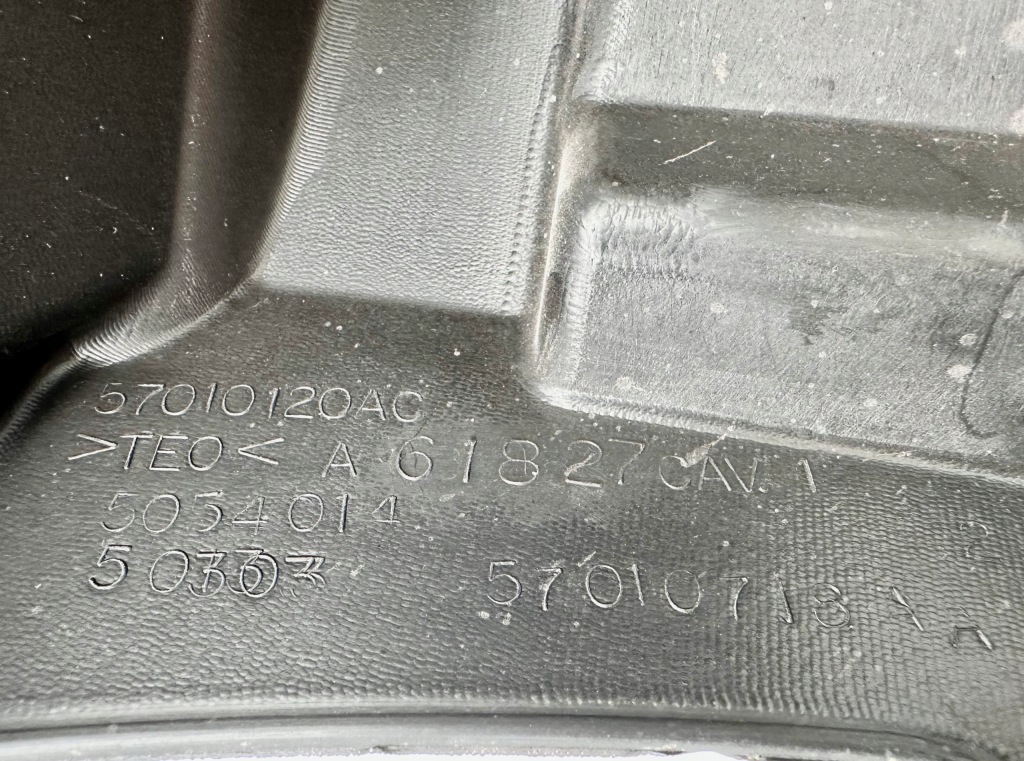 57010120AC
>TEO< A 61827 CAV. 1
5034014
57010718